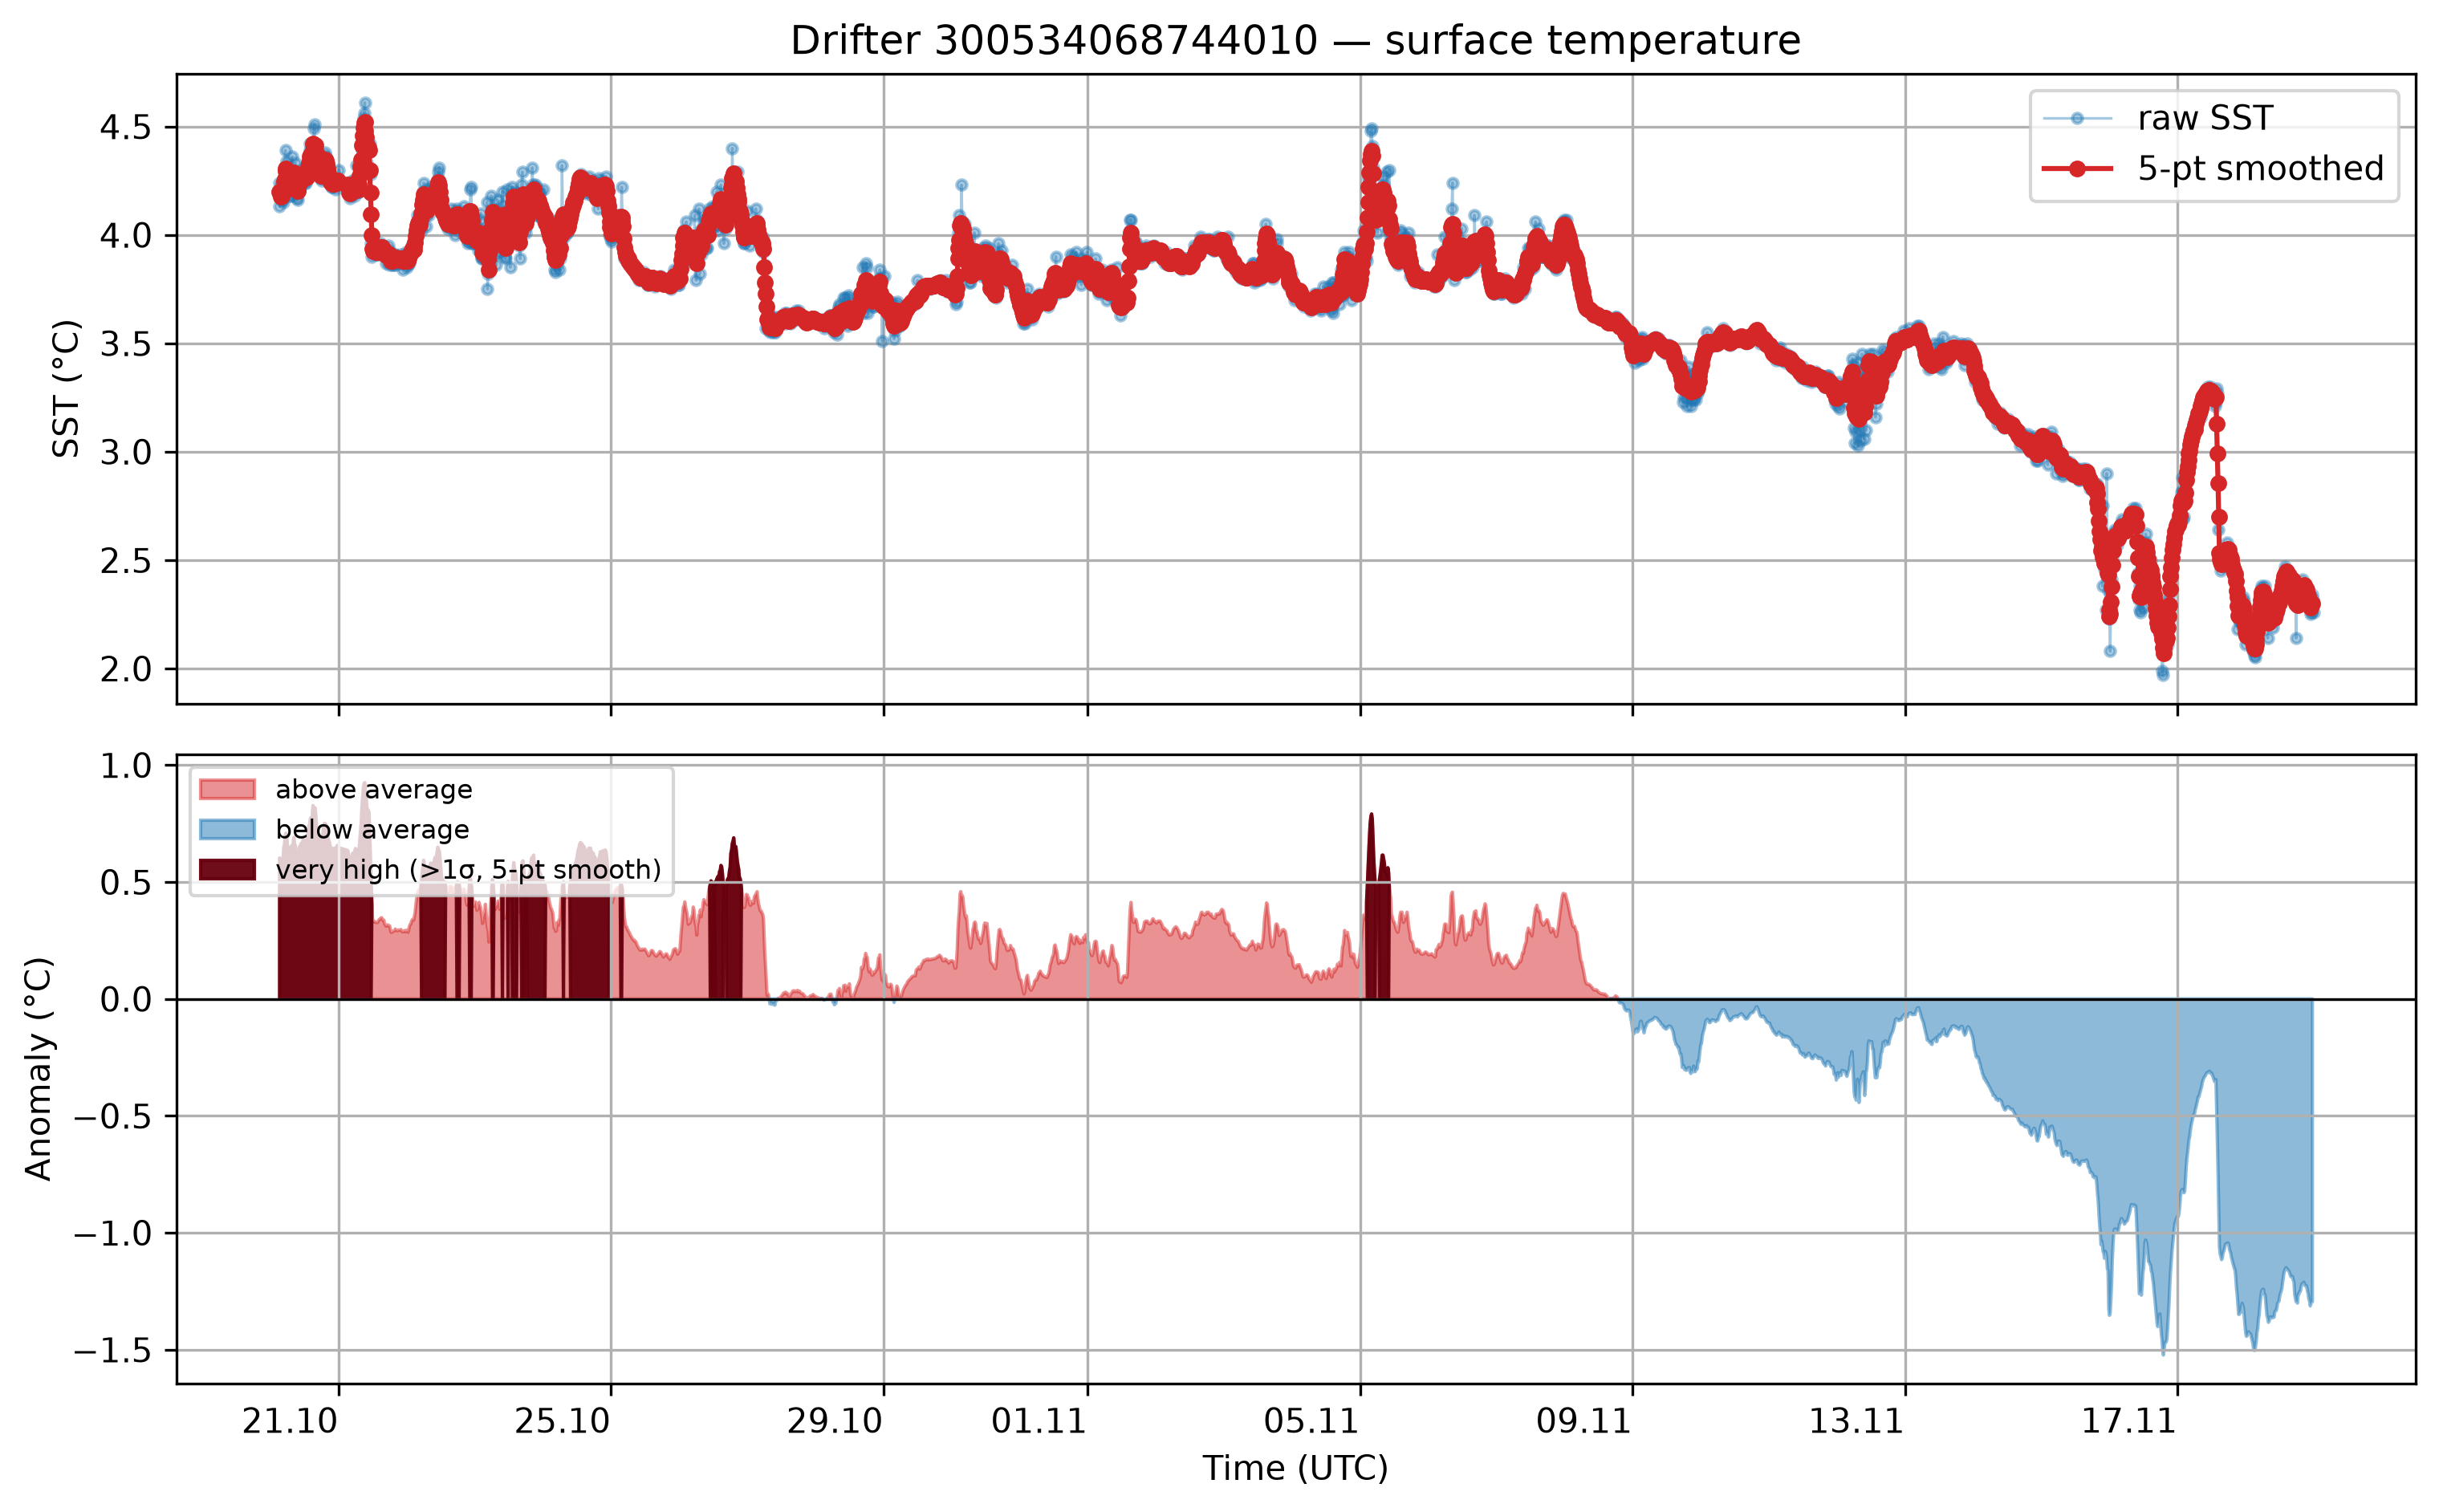 Drifter 300534068744010 — surface temperature
SST (°C)
4.5
4.0
3.5
3.0
2.5
2.0
raw SST
5-pt smoothed
Anomaly (°C)
1.0
0.5
0.0
−0.5
−1.0
−1.5
above average
below average
very high (>1σ, 5-pt smooth)
21.10 25.10 29.10 01.11 05.11 09.11 13.11 17.11
Time (UTC)